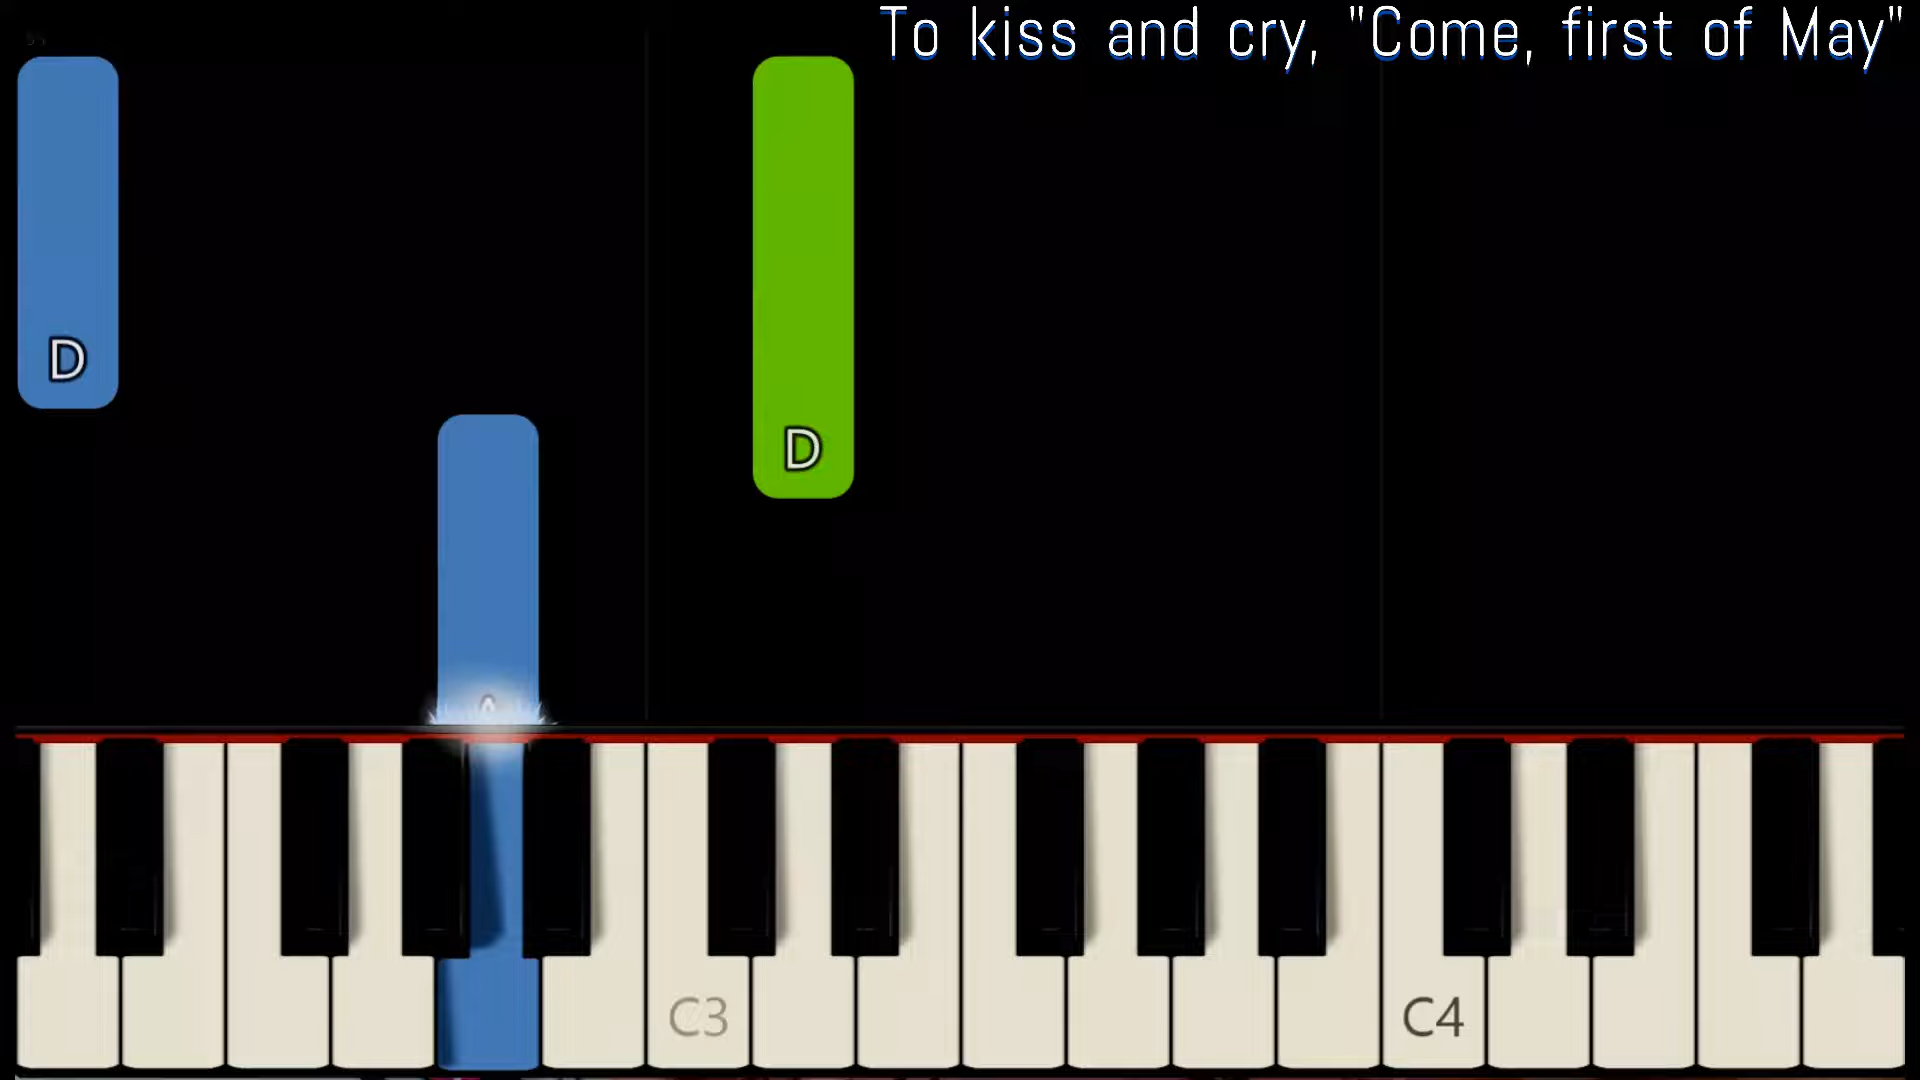 To kiss and cry, "Come, first of May"
D
D
A
C3
C4